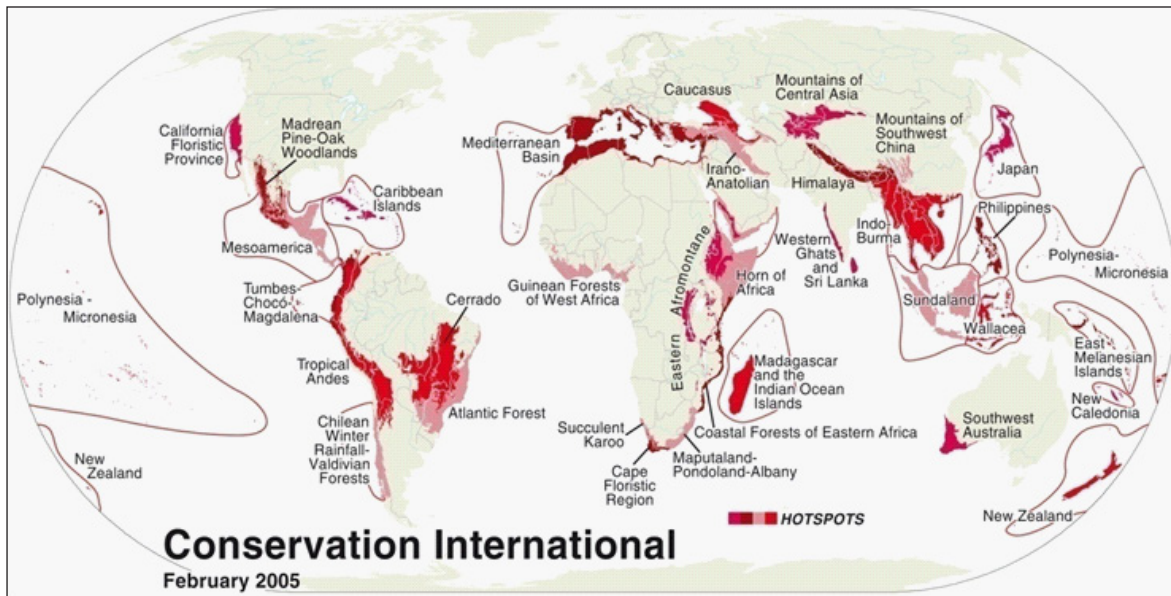 California
Floristic
Province
Madrean
Pine-Oak
Woodlands
Caribbean
Islands
Mesoamerica
Polynesia -
Micronesia
Tumbes-
Chocó-
Magdalena
Cerrado
Tropical
Andes
Atlantic Forest
Chilean
Winter
Rainfall-
Valdivian
Forests
New
Zealand
Mediterranean
Basin
Caucasus
Irano-
Anatolian
Mountains of
Central Asia
Mountains of
Southwest
China
Himalaya
Japan
Philippines
Indo-
Burma
Western
Ghats and
Sri Lanka
Guinean Forests
of West Africa
Eastern Afromontane
Horn of
Africa
Sundaland
Wallacea
Polynesia-
Micronesia
East
Melanesian
Islands
New
Caledonia
Madagascar
and the
Indian Ocean
Islands
Coastal Forests of Eastern Africa
Succulent
Karoo
Cape
Floristic
Region
Maputaland-
Pondoland-Albany
Southwest
Australia
New Zealand
HOTSPOTS
Conservation International
February 2005